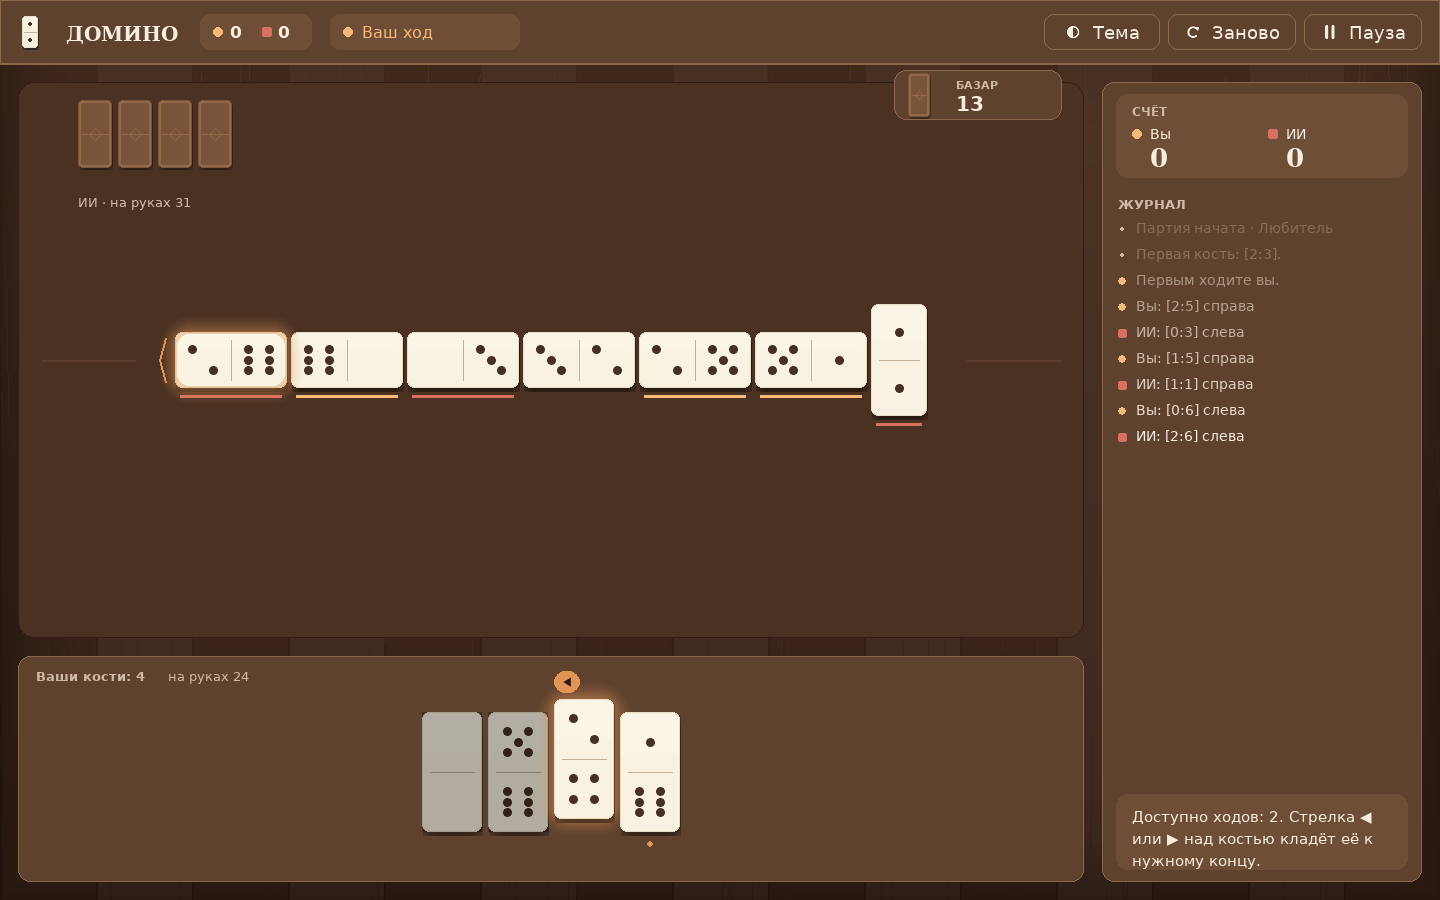 ДОМИНО
0 0
Ваш ход
Тема
Заново
Пауза
БАЗАР
13
ИИ · на руках 31
СЧЁТ
Вы ИИ
0 0
ЖУРНАЛ
Партия начата · Любитель
Первая кость: [2:3].
Первым ходите вы.
Вы: [2:5] справа
ИИ: [0:3] слева
Вы: [1:5] справа
ИИ: [1:1] справа
Вы: [0:6] слева
ИИ: [2:6] слева
Ваши кости: 4 на руках 24
Доступно ходов: 2. Стрелка ◀
или ▶ над костью кладёт её к
нужному концу.